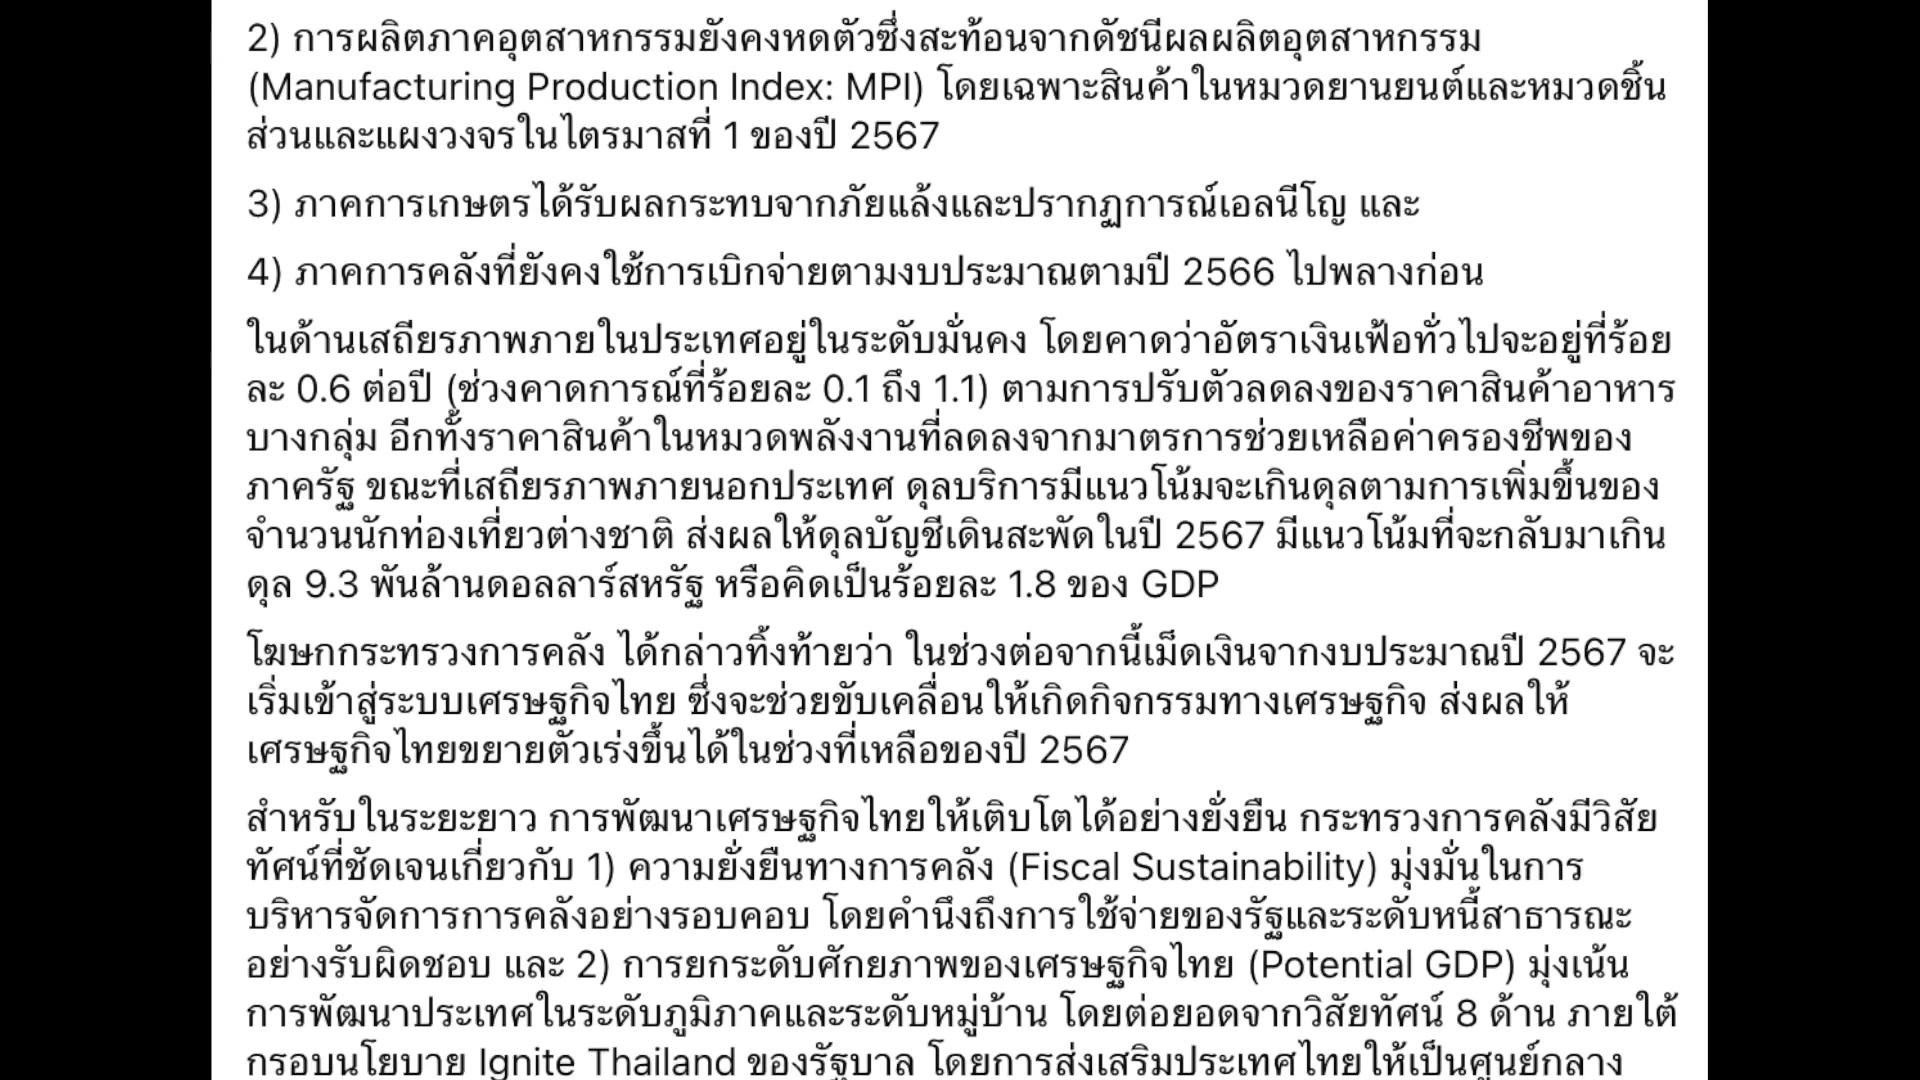 2) การผลิตภาคอุตสาหกรรมยังคงหดตัวซึ่งสะท้อนจากดัชนีผลผลิตอุตสาหกรรม
(Manufacturing Production Index: MPI) โดยเฉพาะสินค้าในหมวดยานยนต์และหมวดชิ้น
ส่วนและแผงวงจรในไตรมาสที่ 1 ของปี 2567
3) ภาคการเกษตรได้รับผลกระทบจากภัยแล้งและปรากฏการณ์เอลนีโญ และ
4) ภาคการคลังที่ยังคงใช้การเบิกจ่ายตามงบประมาณตามปี 2566 ไปพลางก่อน
ในด้านเสถียรภาพภายในประเทศอยู่ในระดับมั่นคง โดยคาดว่าอัตราเงินเฟ้อทั่วไปจะอยู่ที่ร้อย
ละ 0.6 ต่อปี (ช่วงคาดการณ์ที่ร้อยละ 0.1 ถึง 1.1) ตามการปรับตัวลดลงของราคาสินค้าอาหาร
บางกลุ่ม อีกทั้งราคาสินค้าในหมวดพลังงานที่ลดลงจากมาตรการช่วยเหลือค่าครองชีพของ
ภาครัฐ ขณะที่เสถียรภาพภายนอกประเทศ ดุลบริการมีแนวโน้มจะเกินดุลตามการเพิ่มขึ้นของ
จำนวนนักท่องเที่ยวต่างชาติ ส่งผลให้ดุลบัญชีเดินสะพัดในปี 2567 มีแนวโน้มที่จะกลับมาเกิน
ดุล 9.3 พันล้านดอลลาร์สหรัฐ หรือคิดเป็นร้อยละ 1.8 ของ GDP
โฆษกกระทรวงการคลัง ได้กล่าวทิ้งท้ายว่า ในช่วงต่อจากนี้เม็ดเงินจากงบประมาณปี 2567 จะ
เริ่มเข้าสู่ระบบเศรษฐกิจไทย ซึ่งจะช่วยขับเคลื่อนให้เกิดกิจกรรมทางเศรษฐกิจ ส่งผลให้
เศรษฐกิจไทยขยายตัวเร่งขึ้นได้ในช่วงที่เหลือของปี 2567
สำหรับในระยะยาว การพัฒนาเศรษฐกิจไทยให้เติบโตได้อย่างยั่งยืน กระทรวงการคลังมีวิสัย
ทัศน์ที่ชัดเจนเกี่ยวกับ 1) ความยั่งยืนทางการคลัง (Fiscal Sustainability) มุ่งมั่นในการ
บริหารจัดการการคลังอย่างรอบคอบ โดยคำนึงถึงการใช้จ่ายของรัฐและระดับหนี้สาธารณะ
อย่างรับผิดชอบ และ 2) การยกระดับศักยภาพของเศรษฐกิจไทย (Potential GDP) มุ่งเน้น
การพัฒนาประเทศในระดับภูมิภาคและระดับหมู่บ้าน โดยต่อยอดจากวิสัยทัศน์ 8 ด้าน ภายใต้
กรอบนโยบาย Ignite Thailand ของรัฐบาล โดยการส่งเสริมประเทศไทยให้เป็นศูนย์กลาง